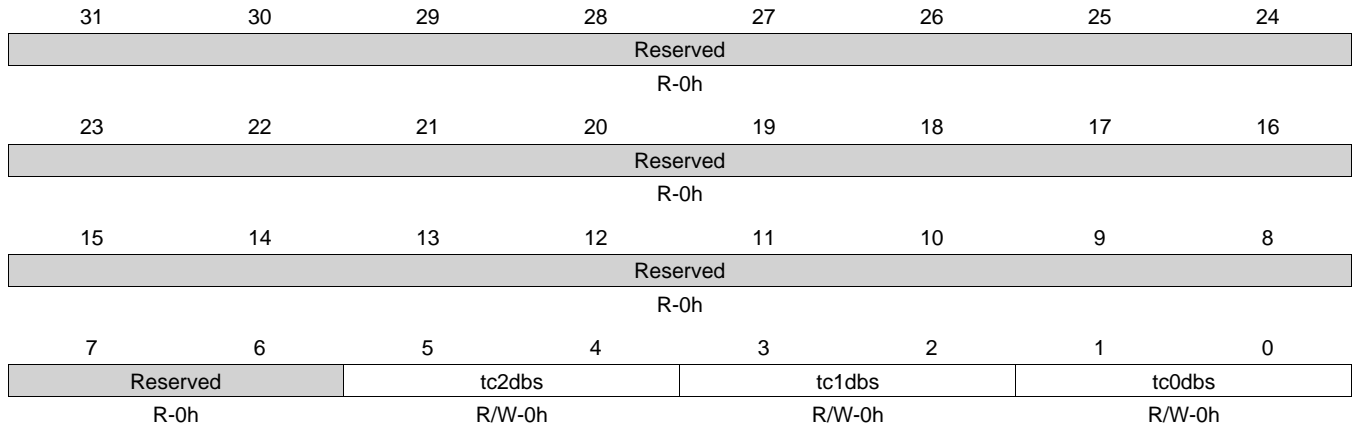 31 30 29 28 27 26 25 24
Reserved
R-0h
23 22 21 20 19 18 17 16
Reserved
R-0h
15 14 13 12 11 10 9 8
Reserved
R-0h
7 6 5 4 3 2 1 0
Reserved tc2dbs tc1dbs tc0dbs
R-0h R/W-0h R/W-0h R/W-0h